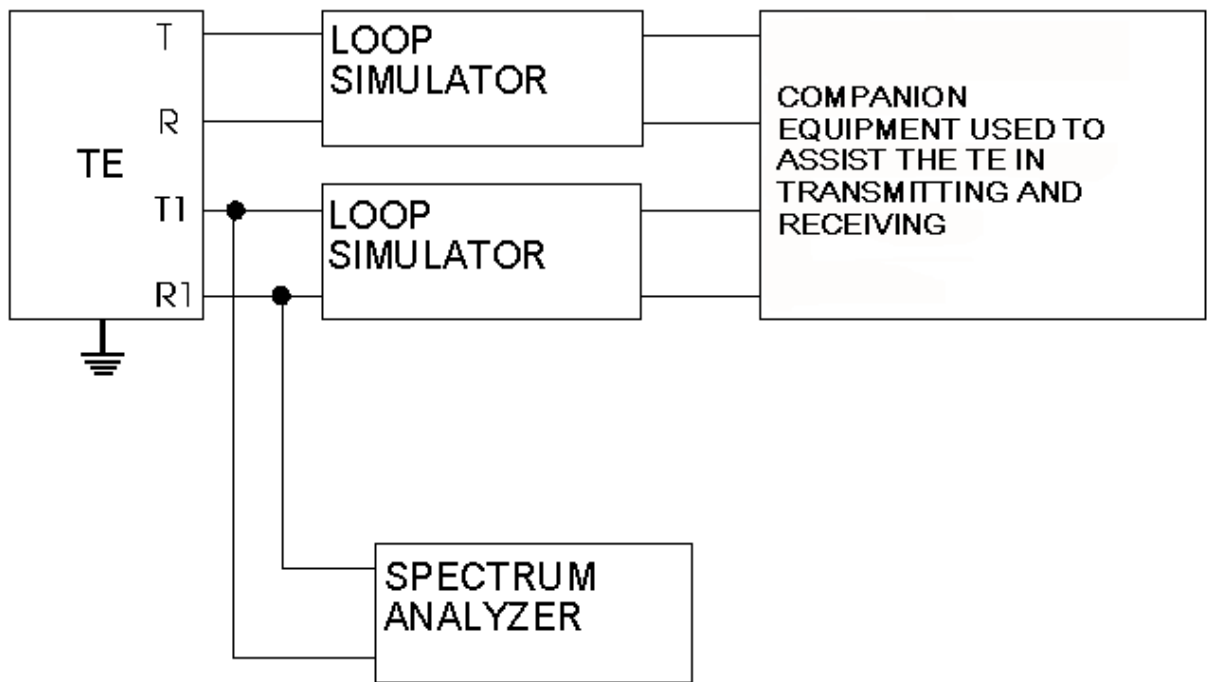 TE
T
R
T1
R1
LOOP
SIMULATOR
LOOP
SIMULATOR
COMPANION
EQUIPMENT USED TO
ASSIST THE TE IN
TRANSMITTING AND
RECEIVING
SPECTRUM
ANALYZER